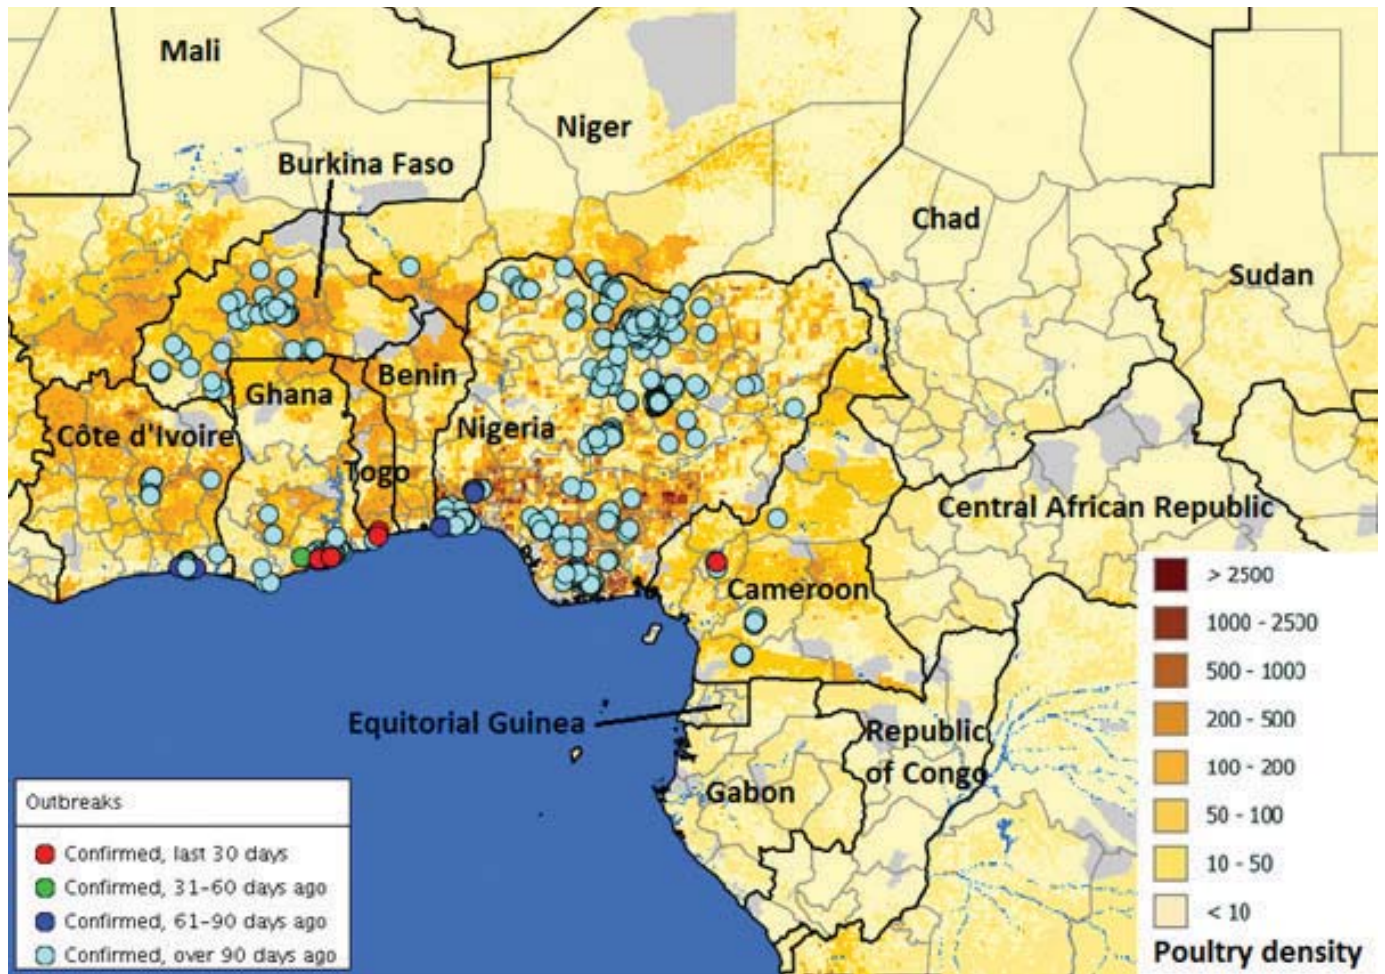 Mali
Niger
Burkina Faso
Chad
Sudan
Benin
Ghana
Côte d'Ivoire
Nigeria
Togo
Central African Republic
Cameroon
Equitorial Guinea
Republic
of Congo
Gabon
Outbreaks
Confirmed, last 30 days
Confirmed, 31-60 days ago
Confirmed, 61-90 days ago
Confirmed, over 90 days ago
> 2500
1000 - 2500
500 - 1000
200 - 500
100 - 200
50 - 100
10 - 50
< 10
Poultry density